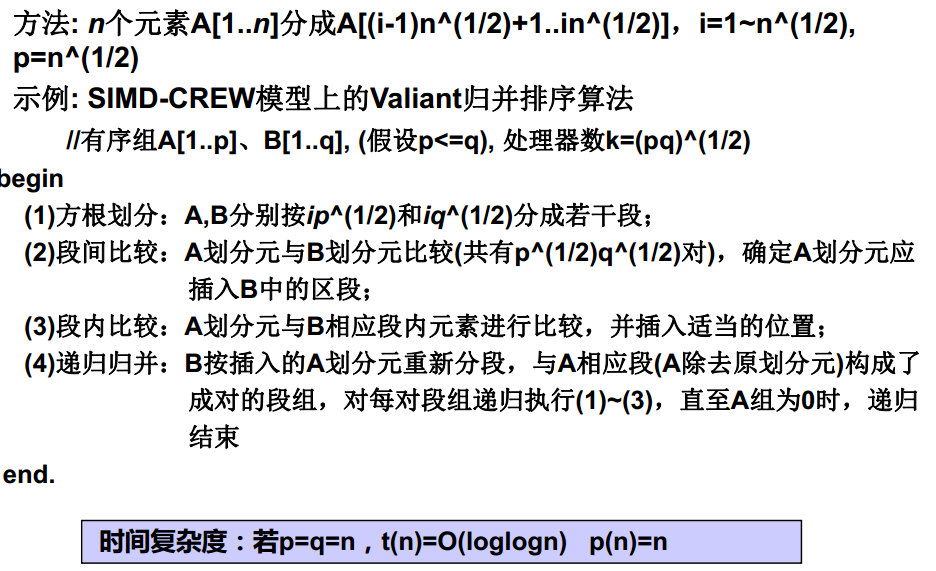 方法: n个元素A[1..n]分成A[(i-1)n^(1/2)+1..in^(1/2)]，i=1~n^(1/2),
p=n^(1/2)
示例: SIMD-CREW模型上的Valiant归并排序算法
//有序组A[1..p]、B[1..q], (假设p<=q), 处理器数k=(pq)^(1/2)
begin
(1)方根划分：A,B分别按ip^(1/2)和iq^(1/2)分成若干段；
(2)段间比较：A划分元与B划分元比较(共有p^(1/2)q^(1/2)对)，确定A划分元应
插入B中的区段；
(3)段内比较：A划分元与B相应段内元素进行比较，并插入适当的位置；
(4)递归归并：B按插入的A划分元重新分段，与A相应段(A除去原划分元)构成了
成对的段组，对每对段组递归执行(1)~(3)，直至A组为0时，递归
结束
end.
时间复杂度：若p=q=n，t(n)=O(loglogn) p(n)=n